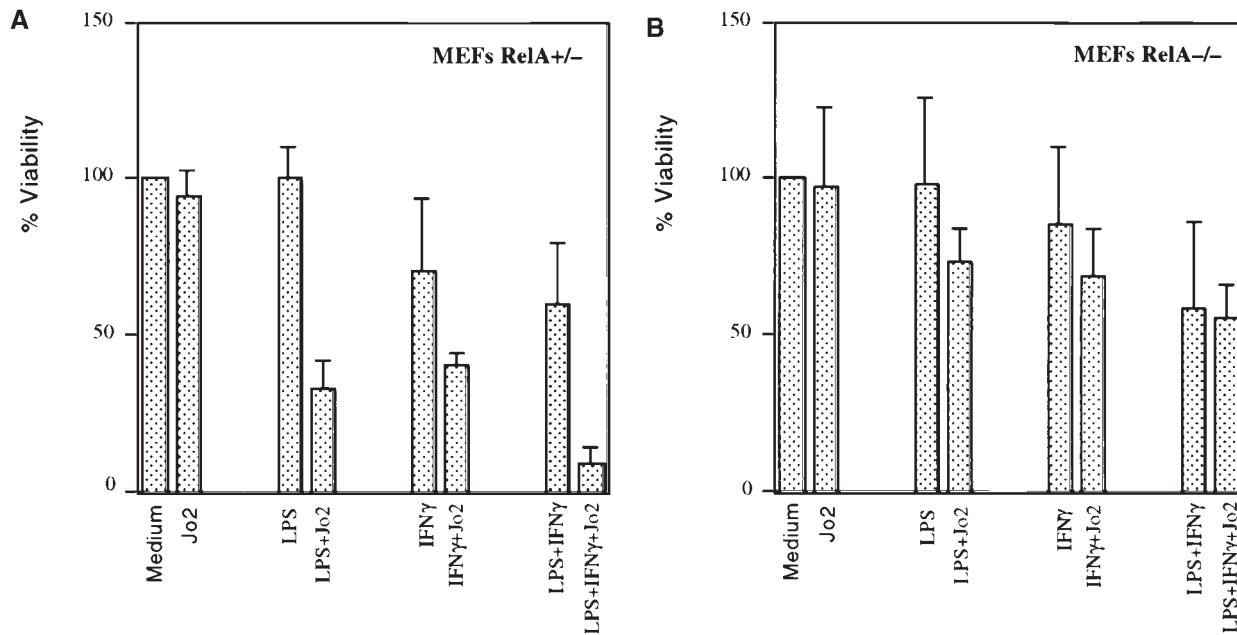 A
% Viability
150
100
50
0
MEFs RelA+/–
Medium
Jo2
LPS
LPS+Jo2
IFNγ
IFNγ+Jo2
LPS+IFNγ
LPS+IFNγ+Jo2
B
% Viability
150
100
50
0
MEFs RelA–/–
Medium
Jo2
LPS
LPS+Jo2
IFNγ
IFNγ+Jo2
LPS+IFNγ
LPS+IFNγ+Jo2